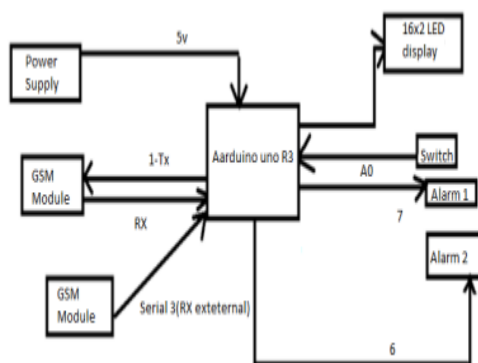 5v
16x2 LED
display
Power
Supply
Aarduino uno R3
1-Tx
Switch
A0
GSM
Module
Alarm 1
RX
7
Alarm 2
GSM
Module
Serial 3(RX exteternal)
6